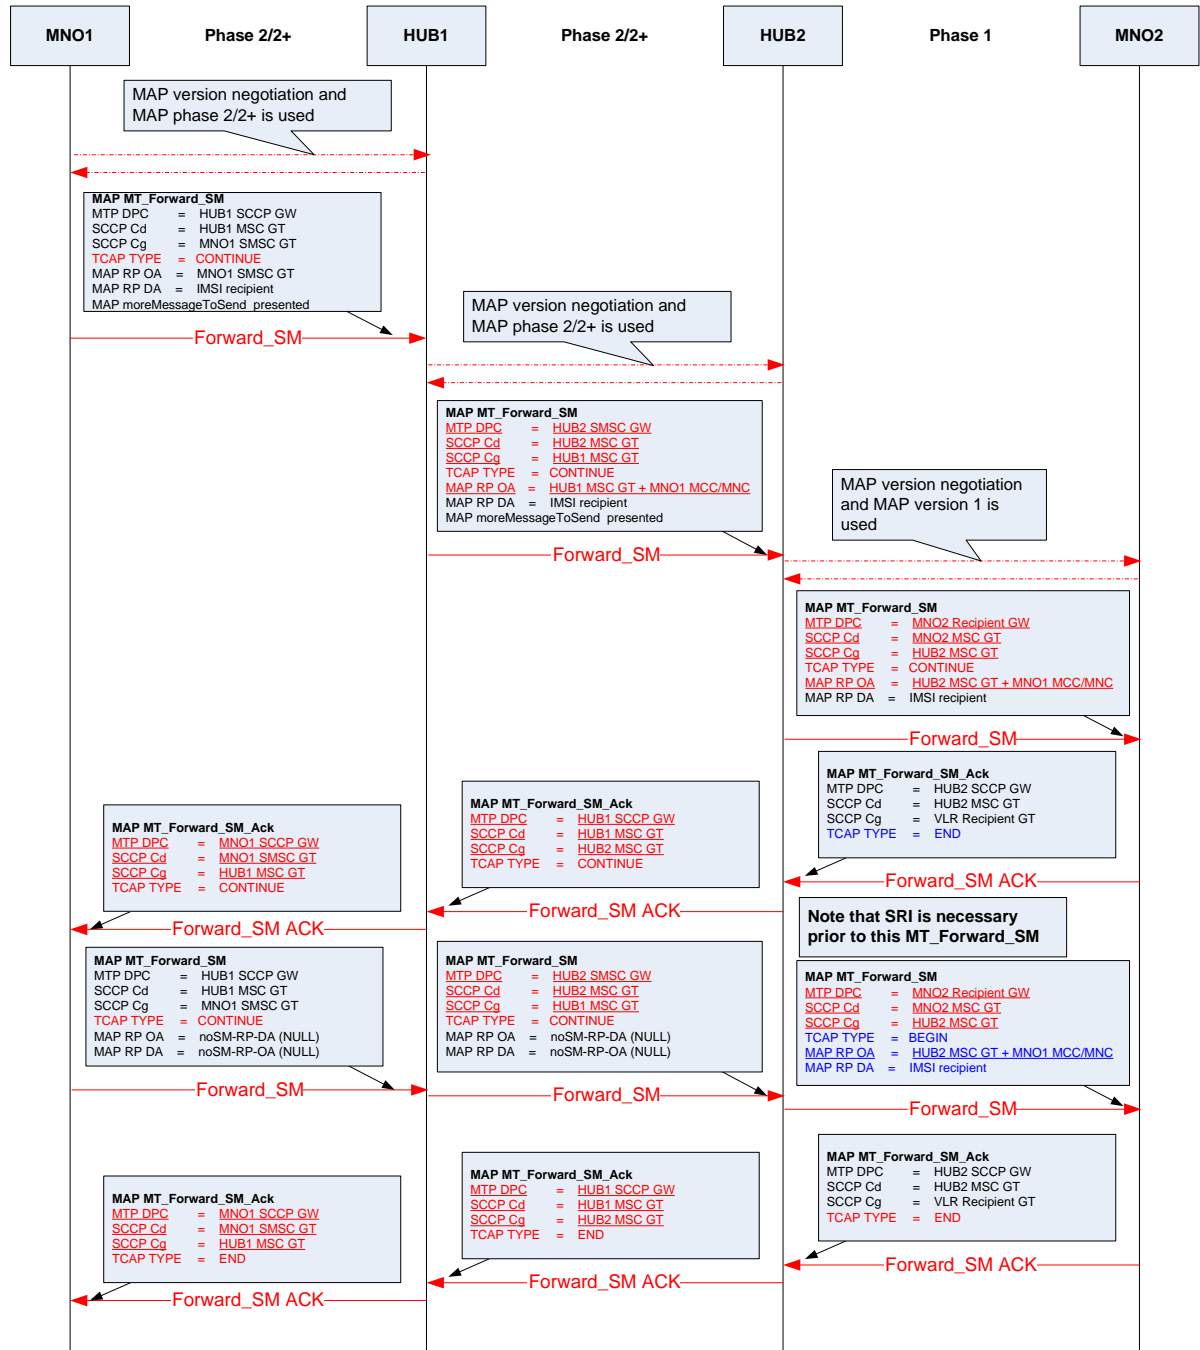 MNO1
Phase 2/2+
HUB1
Phase 2/2+
HUB2
Phase 1
MNO2
MAP version negotiation and
MAP phase 2/2+ is used
MAP MT_Forward_SM
MTP DPC = HUB1 SCCP GW
SCCP Cd = HUB1 MSC GT
SCCP Cg = MNO1 SMSC GT
TCAP TYPE = CONTINUE
MAP RP OA = MNO1 SMSC GT
MAP RP DA = IMSI recipient
MAP moreMessageToSend presented
Forward_SM
MAP version negotiation and
MAP phase 2/2+ is used
MAP MT_Forward_SM
MTP DPC = HUB2 SMSC GW
SCCP Cd = HUB2 MSC GT
SCCP Cg = HUB1 MSC GT
TCAP TYPE = CONTINUE
MAP RP OA = HUB1 MSC GT + MNO1 MCC/MNC
MAP RP DA = IMSI recipient
MAP moreMessageToSend presented
Forward_SM
MAP version negotiation
and MAP version 1 is
used
MAP MT_Forward_SM
MTP DPC = MNO2 Recipient GW
SCCP Cd = MNO2 MSC GT
SCCP Cg = HUB2 MSC GT
TCAP TYPE = CONTINUE
MAP RP OA = HUB2 MSC GT + MNO1 MCC/MNC
MAP RP DA = IMSI recipient
Forward_SM
MAP MT_Forward_SM_Ack
MTP DPC = HUB2 SCCP GW
SCCP Cd = HUB2 MSC GT
SCCP Cg = VLR Recipient GT
TCAP TYPE = END
Forward_SM ACK
MAP MT_Forward_SM_Ack
MTP DPC = HUB1 SCCP GW
SCCP Cd = HUB1 MSC GT
SCCP Cg = HUB2 MSC GT
TCAP TYPE = CONTINUE
Forward_SM ACK
MAP MT_Forward_SM_Ack
MTP DPC = MNO1 SCCP GW
SCCP Cd = MNO1 SMSC GT
SCCP Cg = HUB1 MSC GT
TCAP TYPE = CONTINUE
Forward_SM ACK
Note that SRI is necessary
prior to this MT_Forward_SM
MAP MT_Forward_SM
MTP DPC = HUB1 SCCP GW
SCCP Cd = HUB1 MSC GT
SCCP Cg = MNO1 SMSC GT
TCAP TYPE = CONTINUE
MAP RP OA = noSM-RP-DA (NULL)
MAP RP DA = noSM-RP-OA (NULL)
Forward_SM
MAP MT_Forward_SM
MTP DPC = HUB2 SMSC GW
SCCP Cd = HUB2 MSC GT
SCCP Cg = HUB1 MSC GT
TCAP TYPE = CONTINUE
MAP RP OA = noSM-RP-DA (NULL)
MAP RP DA = noSM-RP-OA (NULL)
Forward_SM
MAP MT_Forward_SM
MTP DPC = MNO2 Recipient GW
SCCP Cd = MNO2 MSC GT
SCCP Cg = HUB2 MSC GT
TCAP TYPE = BEGIN
MAP RP OA = HUB2 MSC GT + MNO1 MCC/MNC
MAP RP DA = IMSI recipient
Forward_SM
MAP MT_Forward_SM_Ack
MTP DPC = HUB2 SCCP GW
SCCP Cd = HUB2 MSC GT
SCCP Cg = VLR Recipient GT
TCAP TYPE = END
Forward_SM ACK
MAP MT_Forward_SM_Ack
MTP DPC = HUB1 SCCP GW
SCCP Cd = HUB1 MSC GT
SCCP Cg = HUB2 MSC GT
TCAP TYPE = END
Forward_SM ACK
MAP MT_Forward_SM_Ack
MTP DPC = MNO1 SCCP GW
SCCP Cd = MNO1 SMSC GT
SCCP Cg = HUB1 MSC GT
TCAP TYPE = END
Forward_SM ACK